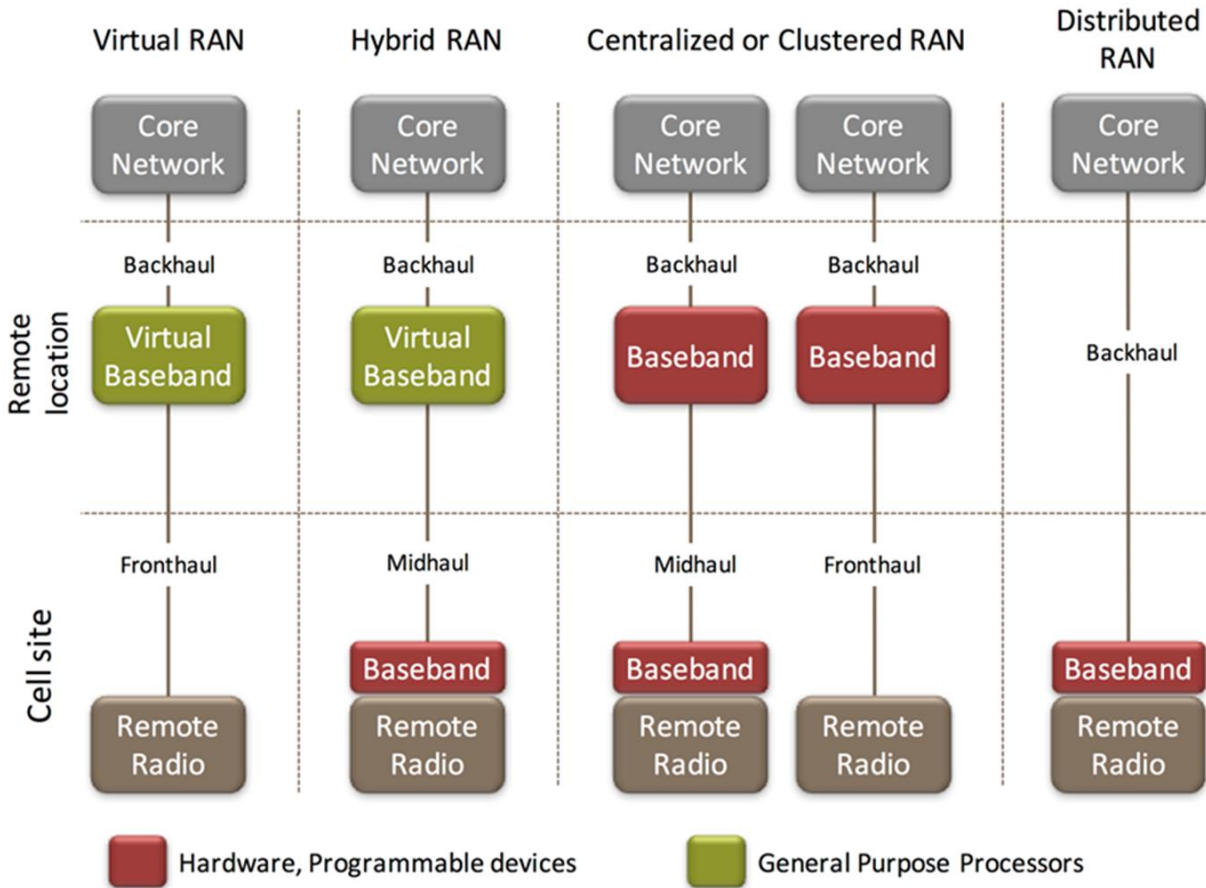 Virtual RAN
Hybrid RAN
Centralized or Clustered RAN
Distributed
RAN
Core
Network
Core
Network
Core
Network
Core
Network
Core
Network
Remote
location
Backhaul
Backhaul
Backhaul
Backhaul
Backhaul
Virtual
Baseband
Virtual
Baseband
Baseband
Baseband
Cell site
Fronthaul
Midhaul
Midhaul
Fronthaul
Baseband
Baseband
Baseband
Remote
Radio
Remote
Radio
Remote
Radio
Remote
Radio
Remote
Radio
Hardware, Programmable devices
General Purpose Processors